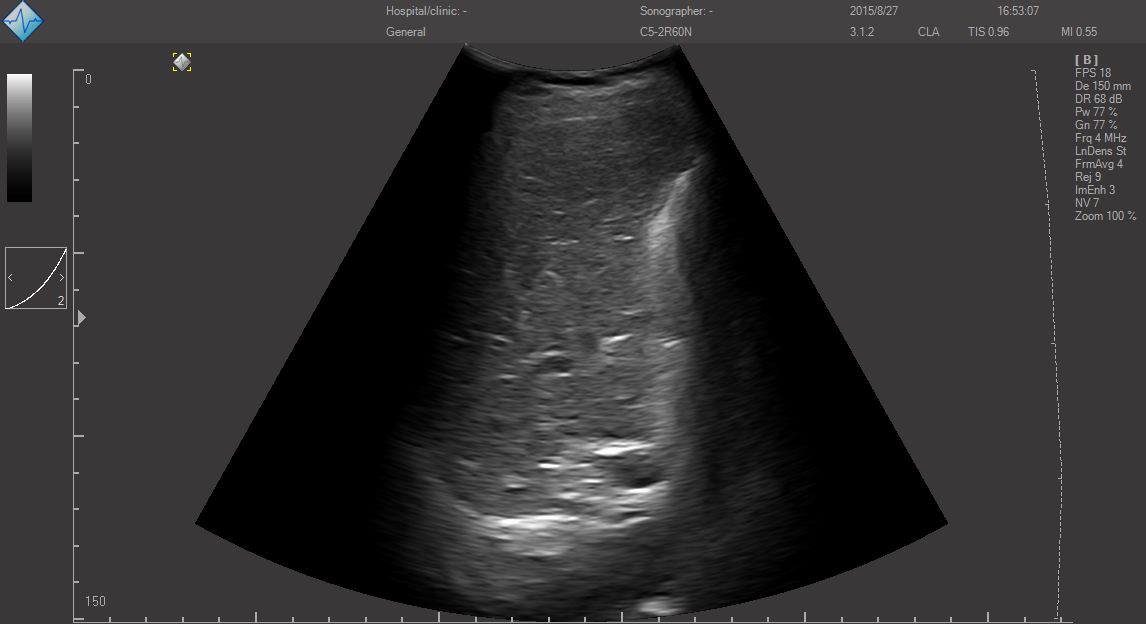 Hospital/clinic: - Sonographer: - 2015/8/27 16:53:07
General C5-2R60N 3.1.2 CLA TIS 0.96 MI 0.55
[ B ]
FPS 18
De 150 mm
DR 68 dB
Pw 77 %
Gn 77 %
Frq 4 MHz
LnDens St
FrmAvg 4
Rej 9
ImEnh 3
NV 7
Zoom 100 %
0
2
150